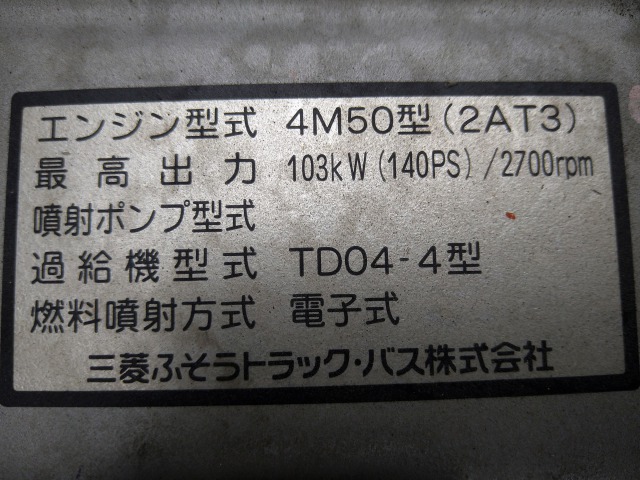 エンジン型式 4M50型(2AT3)
最高出力 103kW(140PS)/2700rpm
噴射ポンプ型式
過給機型式 TD04-4型
燃料噴射方式 電子式
三菱ふそうトラック・バス株式会社